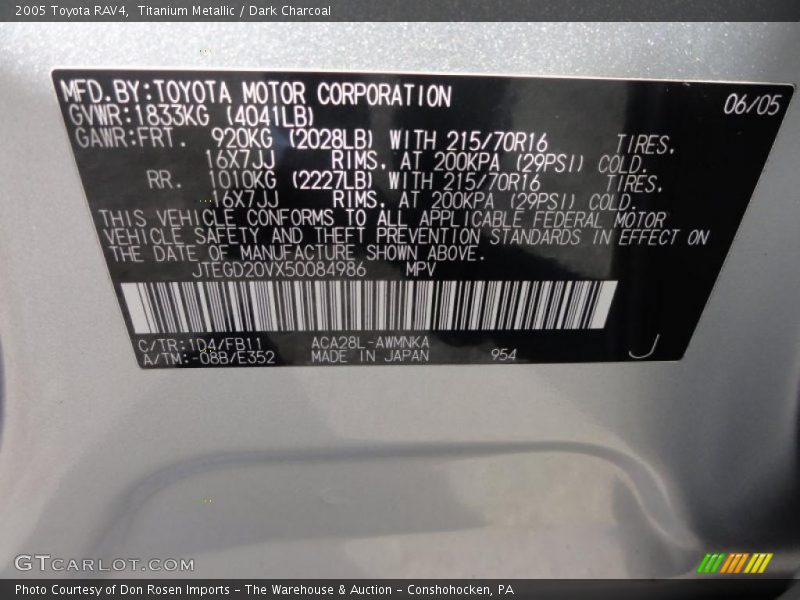 2005 Toyota RAV4, Titanium Metallic / Dark Charcoal
MFD.BY:TOYOTA MOTOR CORPORATION 06/05
GVWR:1833KG (4041LB)
GAWR:FRT. 920KG (2028LB) WITH 215/70R16 TIRES.
16X7JJ RIMS. AT 200KPA (29PSI) COLD.
RR. 1010KG (2227LB) WITH 215/70R16 TIRES.
16X7JJ RIMS. AT 200KPA (29PSI) COLD.
THIS VEHICLE CONFORMS TO ALL APPLICABLE FEDERAL MOTOR
VEHICLE SAFETY AND THEFT PREVENTION STANDARDS IN EFFECT ON
THE DATE OF MANUFACTURE SHOWN ABOVE.
JTEGD20VX50084986 MPV
C/TR:1D4/FB11 ACA28L-AWMNKA
A/TM:-08B/E352 MADE IN JAPAN 954 J
GTCARLOT.COM
Photo Courtesy of Don Rosen Imports – The Warehouse & Auction – Conshohocken, PA